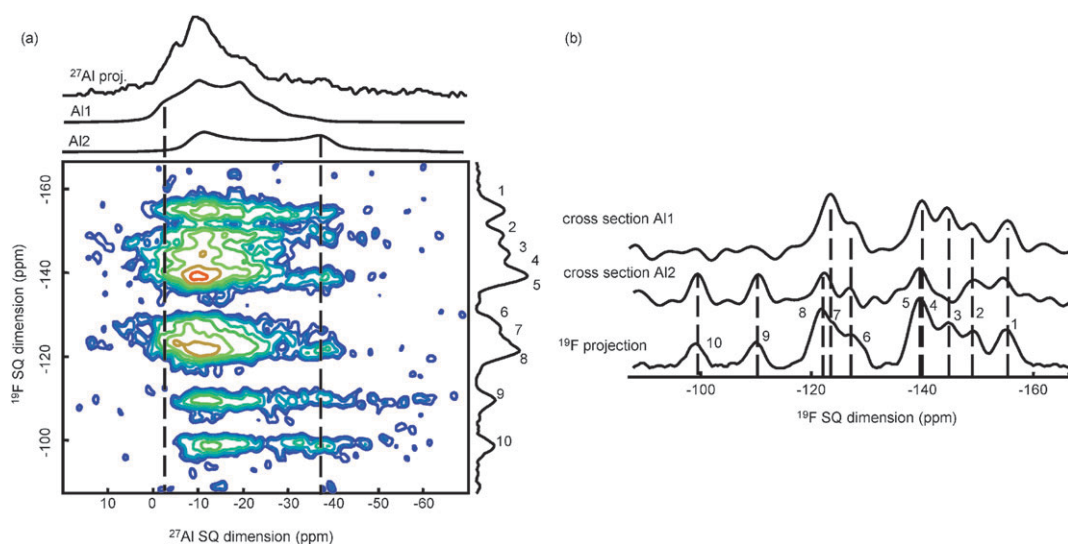 (a)
²⁷Al proj.
Al1
Al2
-160
-140
-120
-100
¹⁹F SQ dimension (ppm)
10 0 -10 -20 -30 -40 -50 -60
²⁷Al SQ dimension (ppm)
1
2
3
4
5
6
7
8
9
10
(b)
cross section Al1
cross section Al2
¹⁹F projection
10 9 8 7 6 5 4 3 2 1
-100 -120 -140 -160
¹⁹F SQ dimension (ppm)